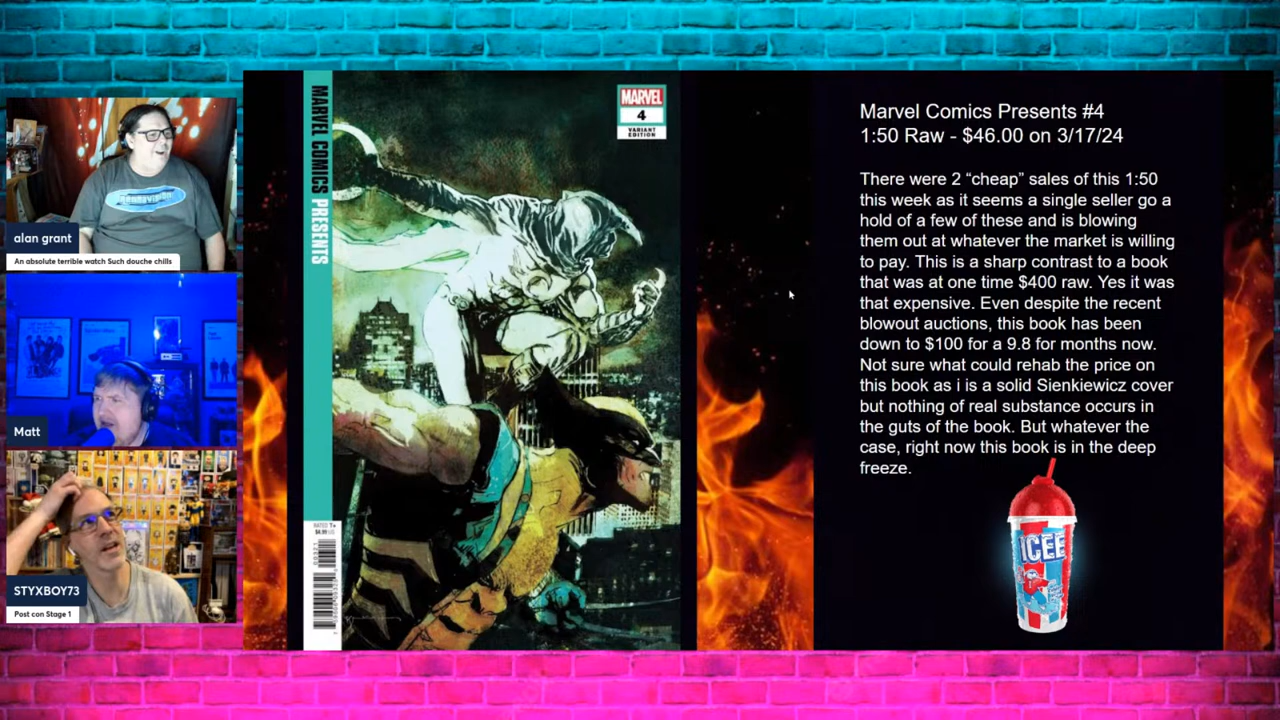 alan grant
An absolute terrible watch Such douche chills
Matt
STYXBOY73
Post con Stage 1
MARVEL COMICS PRESENTS
MARVEL
4
VARIANT
EDITION
RATED T+
Marvel Comics Presents #4
1:50 Raw - $46.00 on 3/17/24
There were 2 “cheap” sales of this 1:50
this week as it seems a single seller go a
hold of a few of these and is blowing
them out at whatever the market is willing
to pay. This is a sharp contrast to a book
that was at one time $400 raw. Yes it was
that expensive. Even despite the recent
blowout auctions, this book has been
down to $100 for a 9.8 for months now.
Not sure what could rehab the price on
this book as i is a solid Sienkiewicz cover
but nothing of real substance occurs in
the guts of the book. But whatever the
case, right now this book is in the deep
freeze.
ICEE